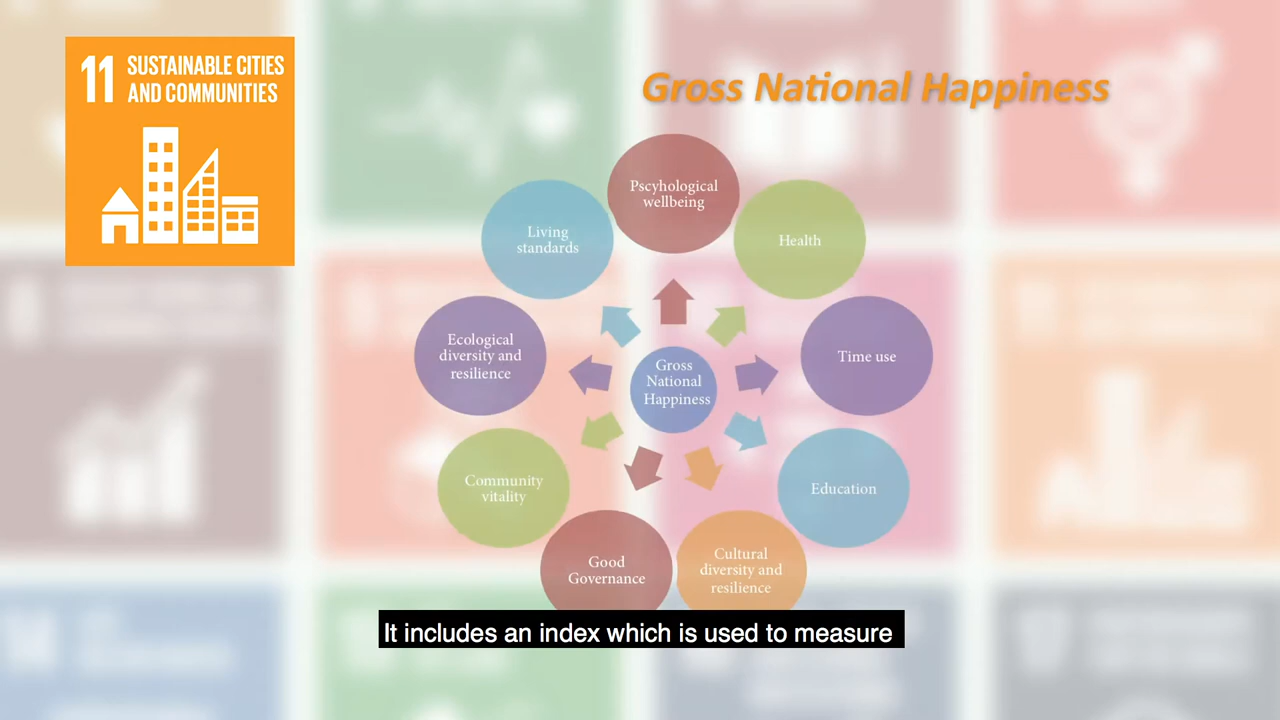 11 SUSTAINABLE CITIES
AND COMMUNITIES
Gross National Happiness
Pscyhological
wellbeing
Living
standards
Health
Ecological
diversity and
resilience
Gross
National
Happiness
Time use
Community
vitality
Education
Good
Governance
Cultural
diversity and
resilience
It includes an index which is used to measure